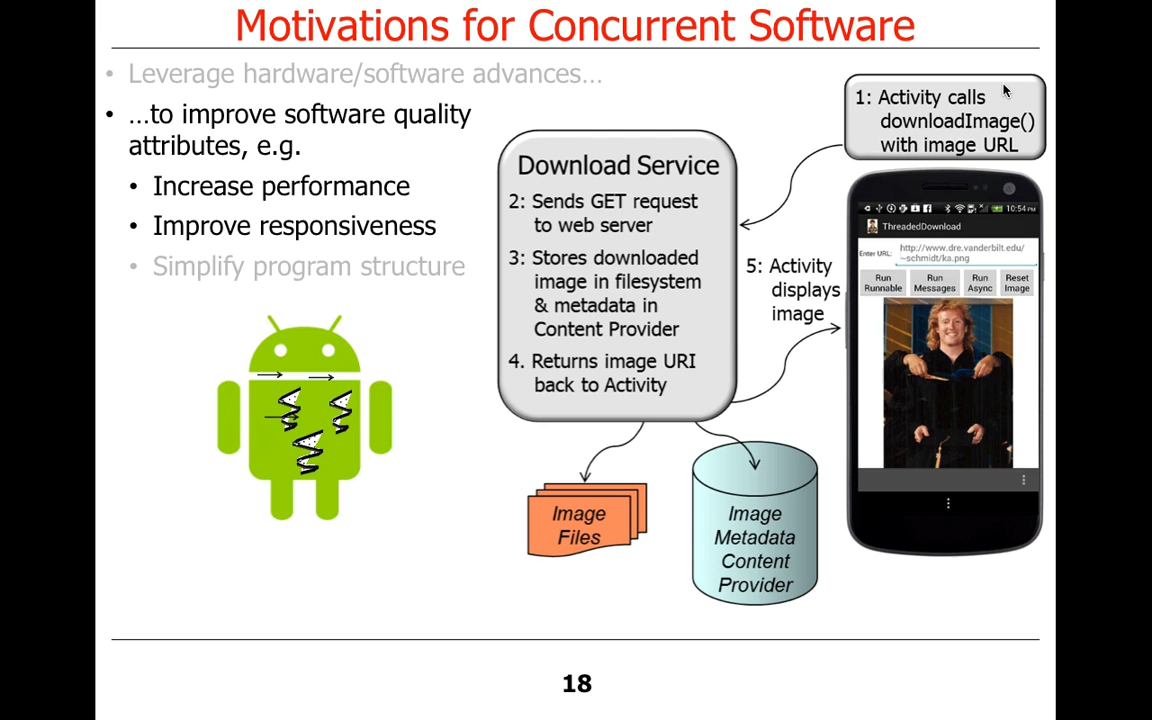 Motivations for Concurrent Software
• Leverage hardware/software advances…
• …to improve software quality
attributes, e.g.
• Increase performance
• Improve responsiveness
• Simplify program structure
1: Activity calls
downloadImage()
with image URL
Download Service
2: Sends GET request
to web server
3: Stores downloaded
image in filesystem
& metadata in
Content Provider
4. Returns image URI
back to Activity
5: Activity
displays
image
10:54 PM
ThreadedDownload
Enter URL:
http://www.dre.vanderbilt.edu/
~schmidt/ka.png
Run
Runnable
Run
Messages
Run
Async
Reset
Image
Image
Files
Image
Metadata
Content
Provider
18